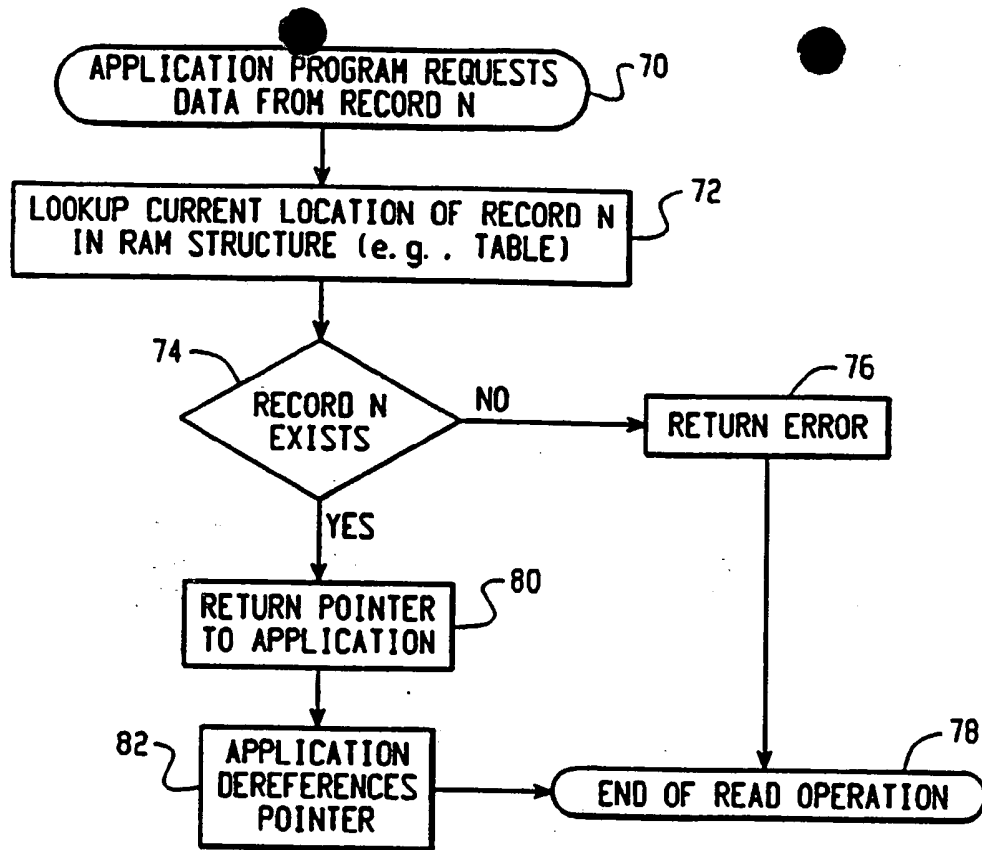 APPLICATION PROGRAM REQUESTS
DATA FROM RECORD N
70
LOOKUP CURRENT LOCATION OF RECORD N
IN RAM STRUCTURE (e.g., TABLE)
72
74
RECORD N
EXISTS
NO
76
RETURN ERROR
YES
RETURN POINTER
TO APPLICATION
80
82
APPLICATION
DEREFERENCES
POINTER
78
END OF READ OPERATION